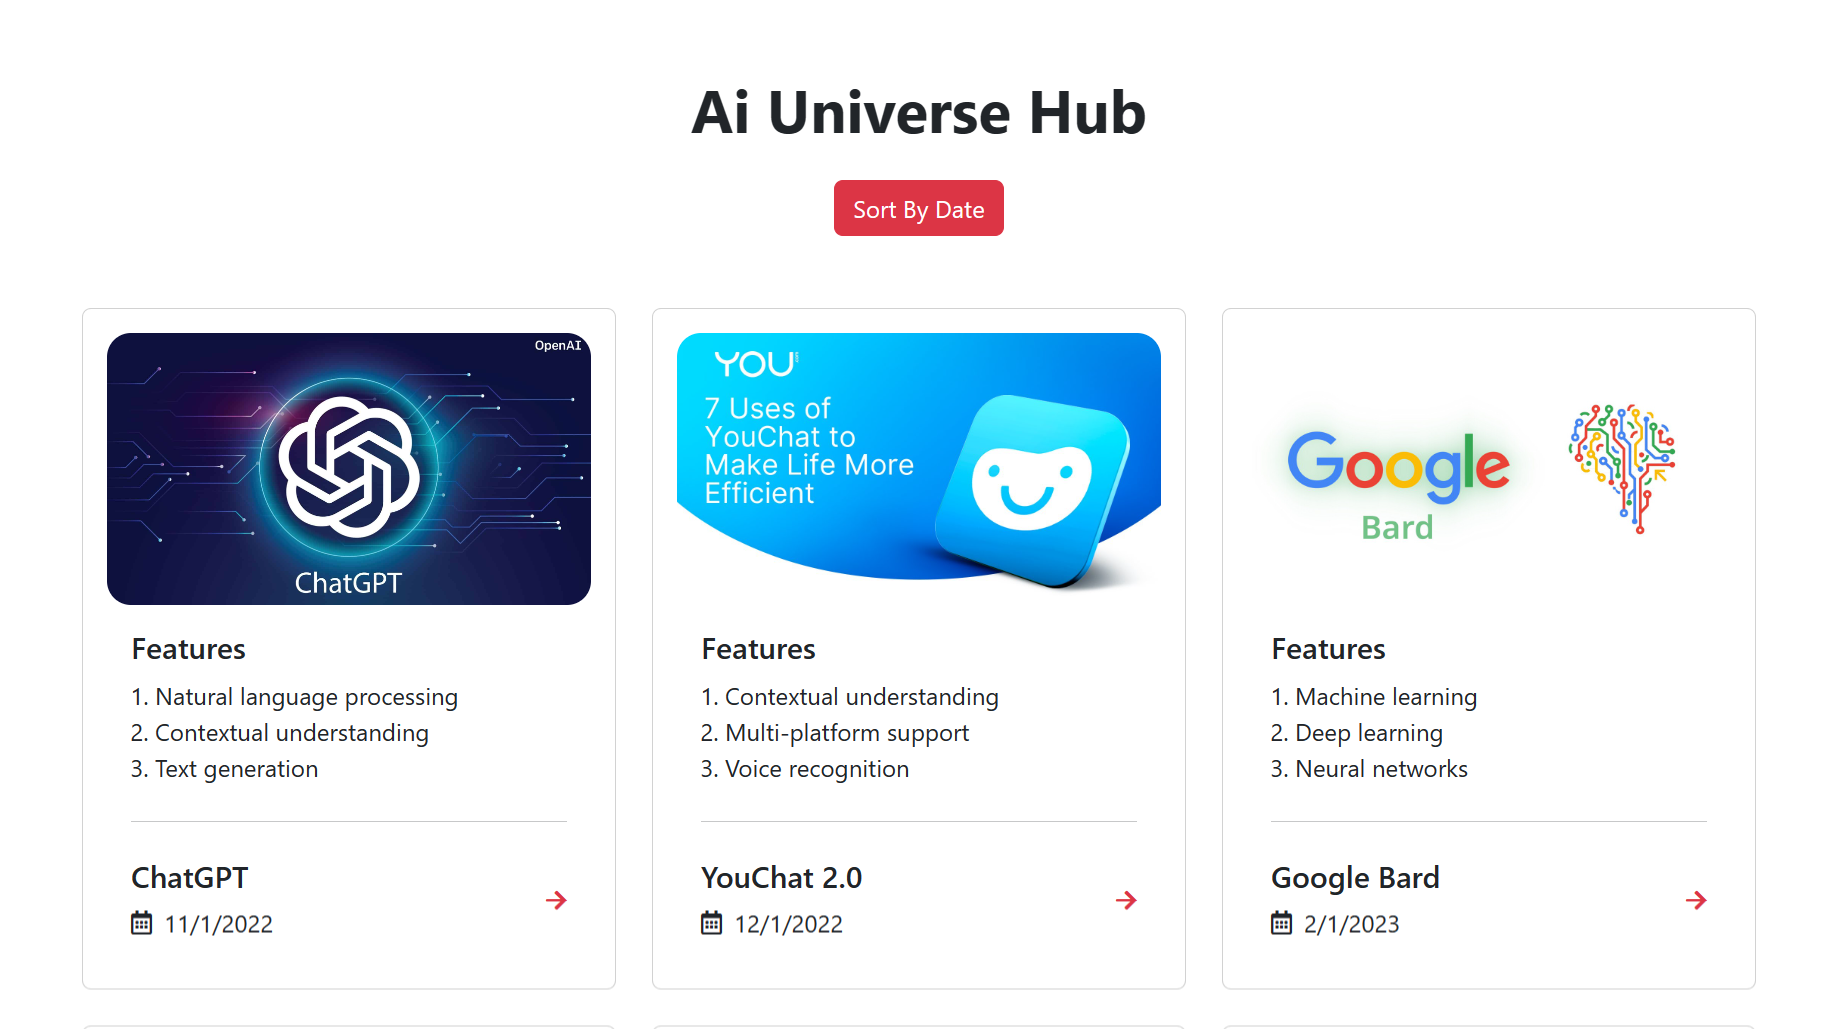 Ai Universe Hub
Sort By Date
OpenAI
ChatGPT
Features
1. Natural language processing
2. Contextual understanding
3. Text generation
ChatGPT
11/1/2022
YOU
7 Uses of
YouChat to
Make Life More
Efficient
Features
1. Contextual understanding
2. Multi-platform support
3. Voice recognition
YouChat 2.0
12/1/2022
Google
Bard
Features
1. Machine learning
2. Deep learning
3. Neural networks
Google Bard
2/1/2023